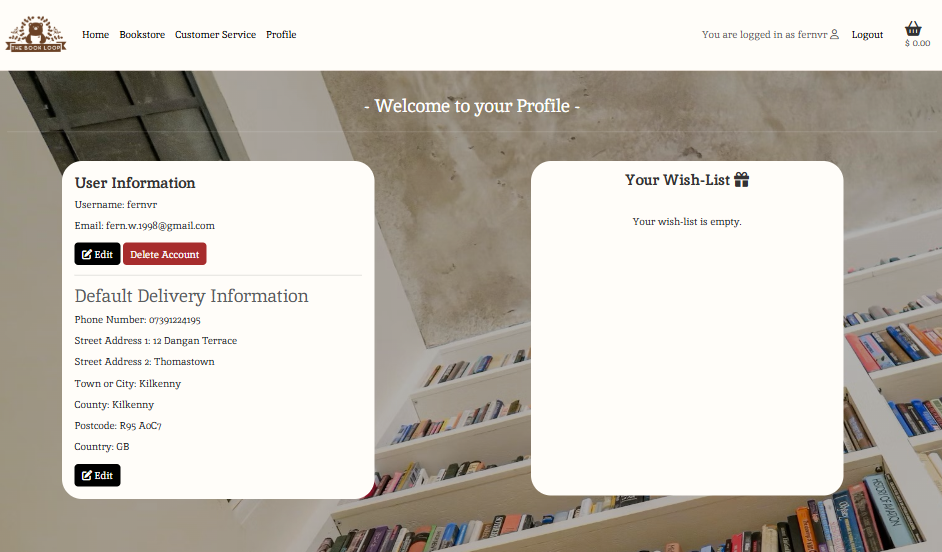 THE BOOK LOOP
Home Bookstore Customer Service Profile
You are logged in as fernvr Logout
$ 0.00
- Welcome to your Profile -
User Information
Username: fernvr
Email: fern.w.1998@gmail.com
Edit Delete Account
Default Delivery Information
Phone Number: 07391224195
Street Address 1: 12 Dangan Terrace
Street Address 2: Thomastown
Town or City: Kilkenny
County: Kilkenny
Postcode: R95 A0C7
Country: GB
Edit
Your Wish-List
Your wish-list is empty.
HISTORY OF AVIATION